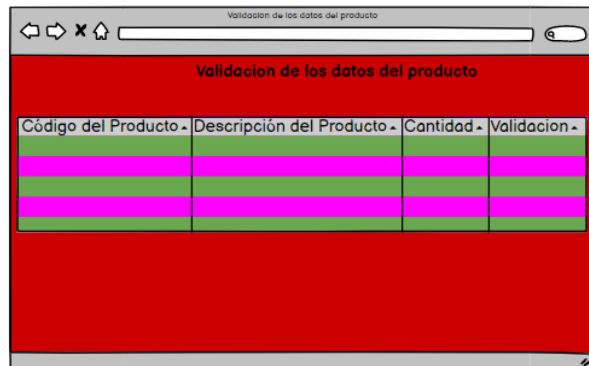 Validacion de los datos del producto
Validacion de los datos del producto
Código del Producto Descripción del Producto Cantidad Validacion